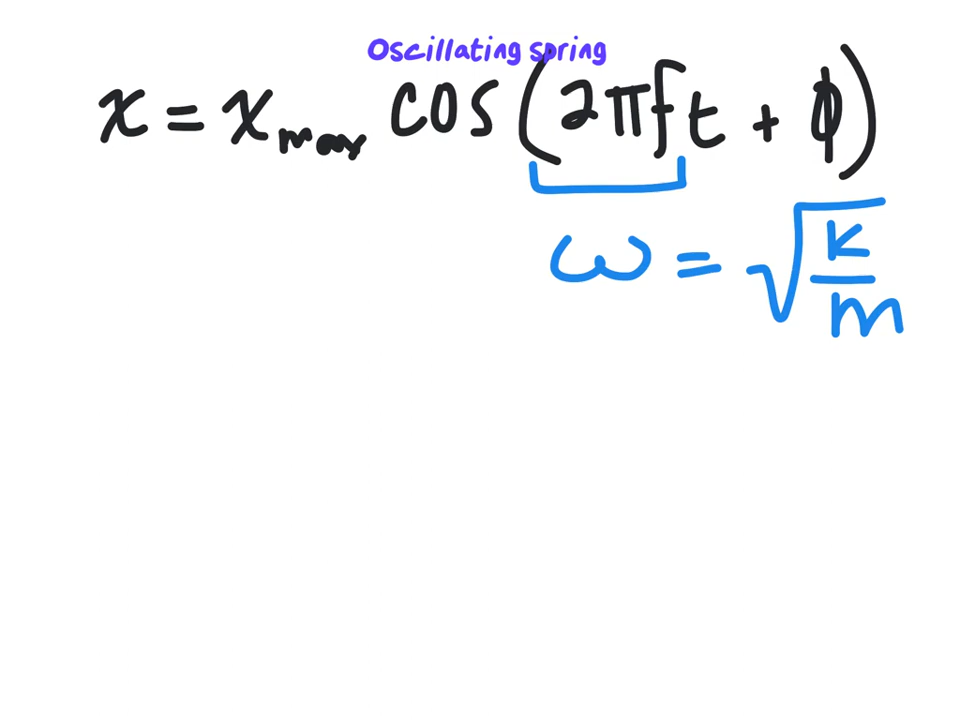 Oscillating spring
x = x_max cos(2πft + ϕ)
ω = √(k/m)